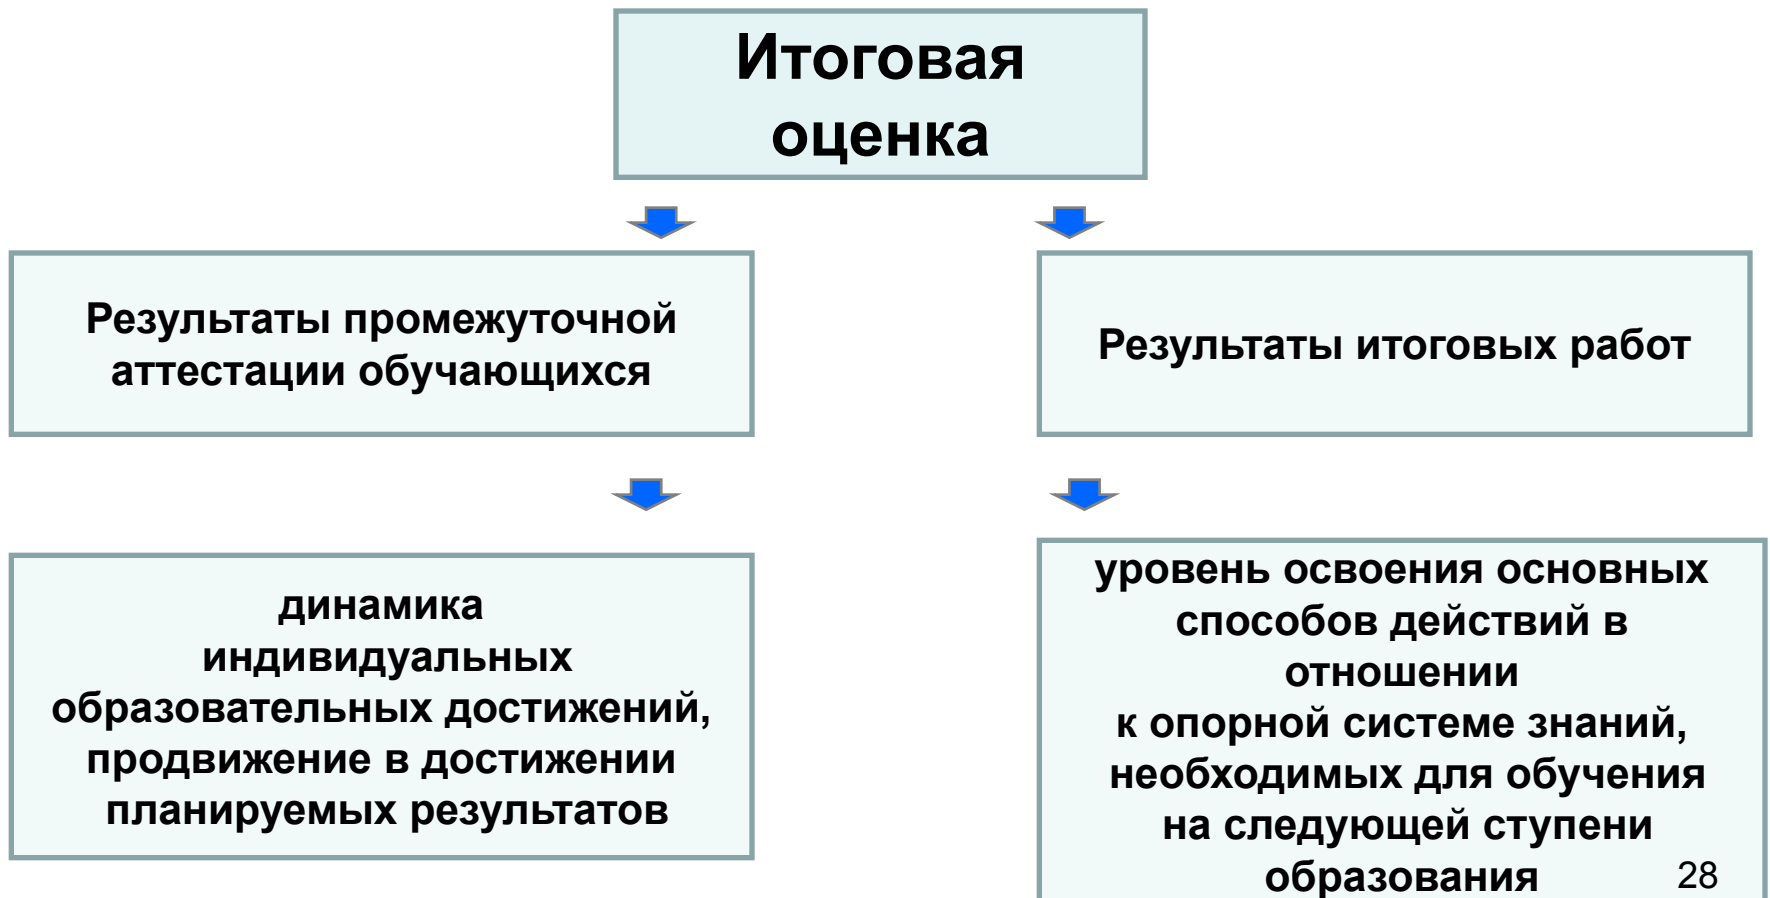 Итоговая
оценка
Результаты промежуточной
аттестации обучающихся
Результаты итоговых работ
динамика
индивидуальных
образовательных достижений,
продвижение в достижении
планируемых результатов
уровень освоения основных
способов действий в
отношении
к опорной системе знаний,
необходимых для обучения
на следующей ступени
образования
28